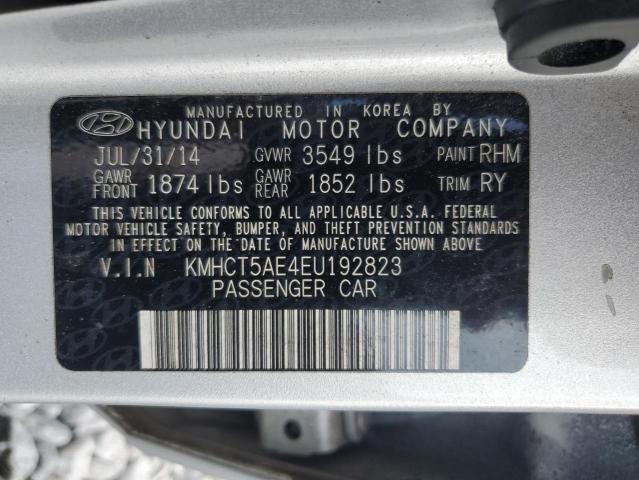 MANUFACTURED IN KOREA BY
HYUNDAI MOTOR COMPANY
JUL/31/14 GVWR 3549 lbs PAINT RHM
GAWR FRONT 1874 lbs GAWR REAR 1852 lbs TRIM RY
THIS VEHICLE CONFORMS TO ALL APPLICABLE U.S.A. FEDERAL
MOTOR VEHICLE SAFETY, BUMPER, AND THEFT PREVENTION STANDARDS
IN EFFECT ON THE DATE OF MANUFACTURE SHOWN ABOVE.
V.I.N KMHCT5AE4EU192823
PASSENGER CAR